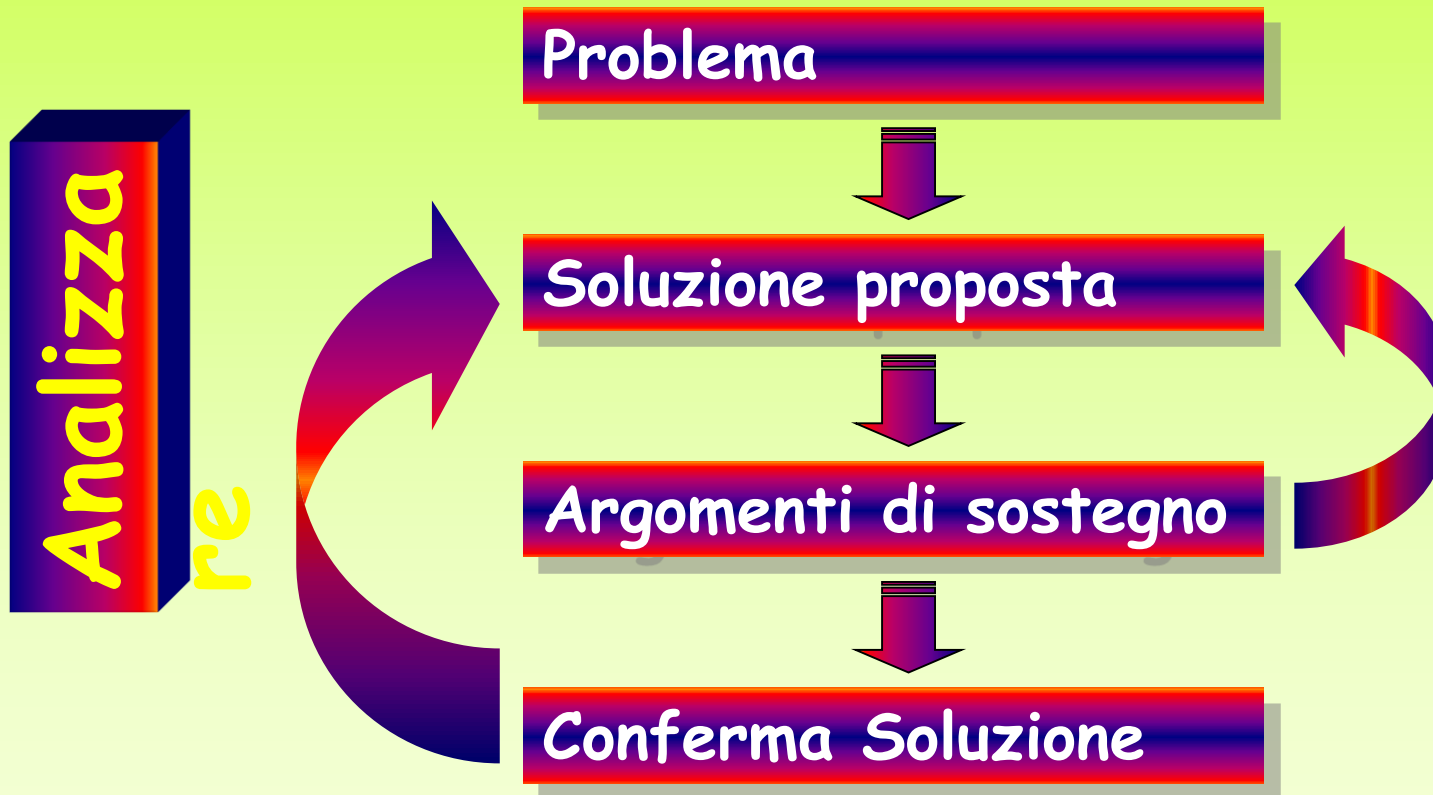 Analizza
re
Problema
Soluzione proposta
Argomenti di sostegno
Conferma Soluzione